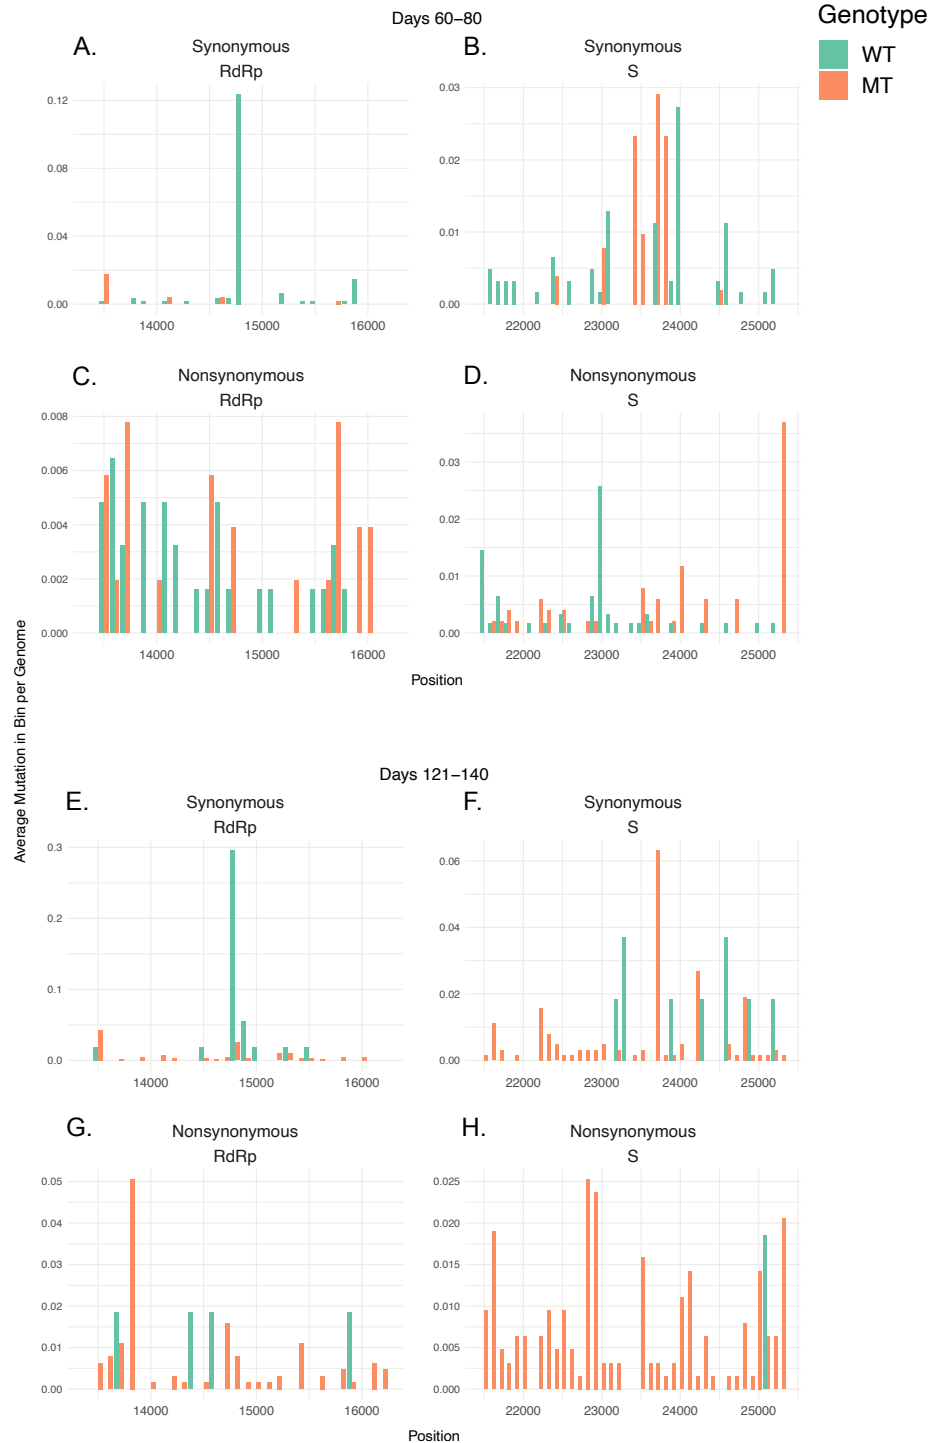 Days 60–80
Genotype
WT
MT
A.
Synonymous
RdRp
0.12
0.08
0.04
0.00
14000
15000
16000
B.
Synonymous
S
0.03
0.02
0.01
0.00
22000
23000
24000
25000
C.
Nonsynonymous
RdRp
0.008
0.006
0.004
0.002
0.000
14000
15000
16000
D.
Nonsynonymous
S
0.03
0.02
0.01
0.00
22000
23000
24000
25000
Position
Average Mutation in Bin per Genome
Days 121–140
E.
Synonymous
RdRp
0.3
0.2
0.1
0.0
14000
15000
16000
F.
Synonymous
S
0.06
0.04
0.02
0.00
22000
23000
24000
25000
G.
Nonsynonymous
RdRp
0.05
0.04
0.03
0.02
0.01
0.00
14000
15000
16000
H.
Nonsynonymous
S
0.025
0.020
0.015
0.010
0.005
0.000
22000
23000
24000
25000
Position